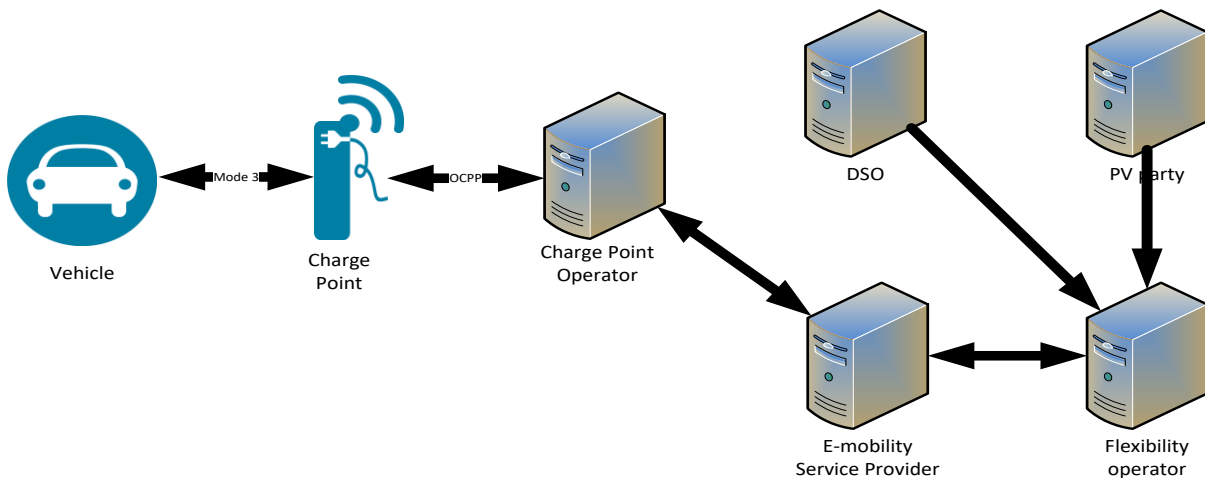 DSO
PV party
Mode 3
OCPP
Vehicle
Charge
Point
Charge Point
Operator
E-mobility
Service Provider
Flexibility
operator